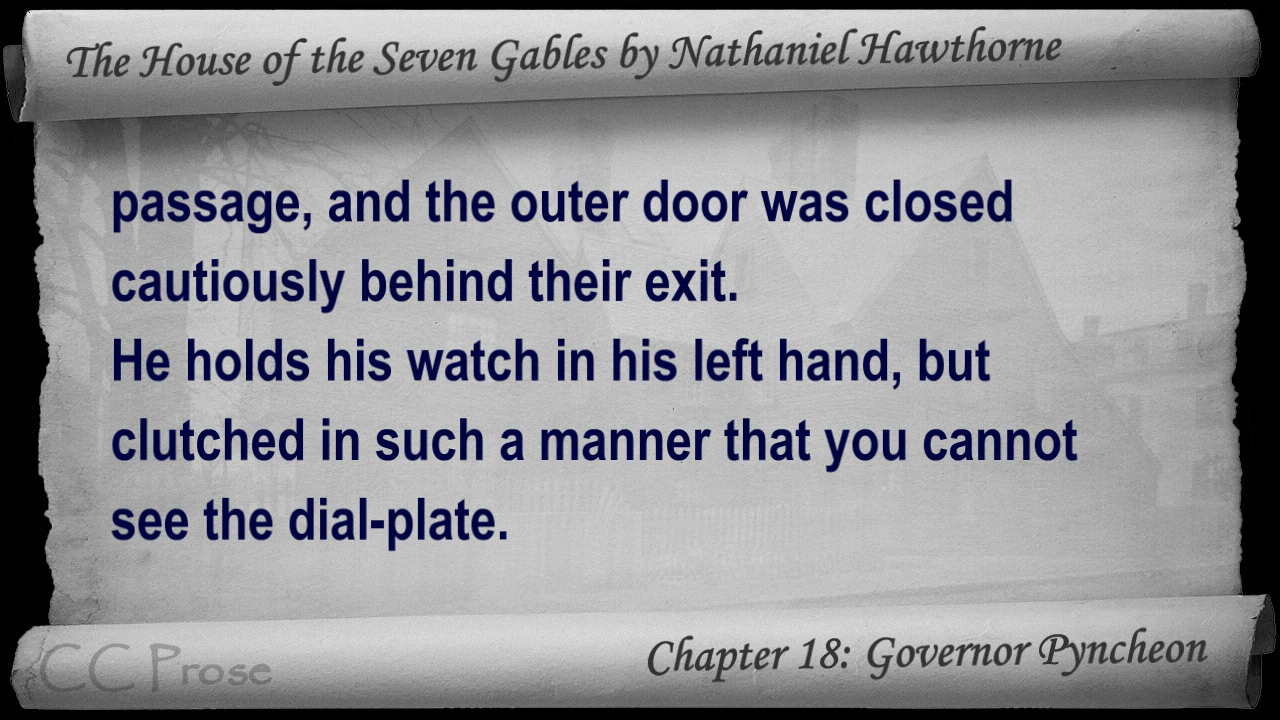 The House of the Seven Gables by Nathaniel Hawthorne
passage, and the outer door was closed
cautiously behind their exit.
He holds his watch in his left hand, but
clutched in such a manner that you cannot
see the dial-plate.
CC Prose
Chapter 18: Governor Pyncheon